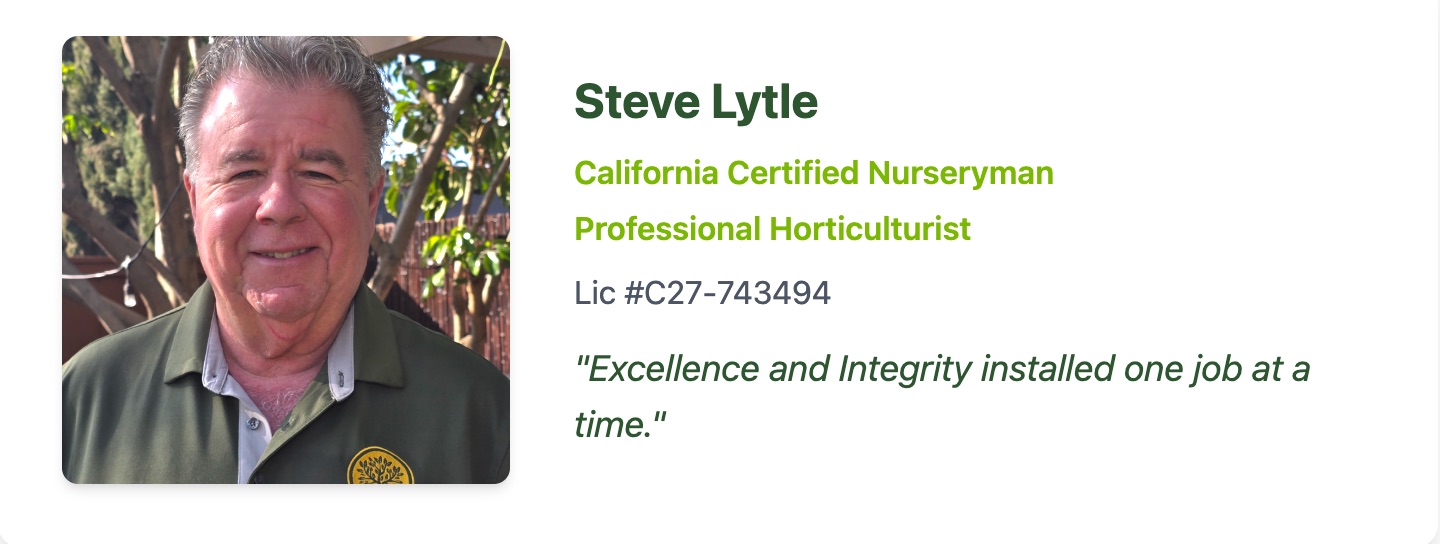 Steve Lytle
California Certified Nurseryman
Professional Horticulturist
Lic #C27-743494
"Excellence and Integrity installed one job at a
time."